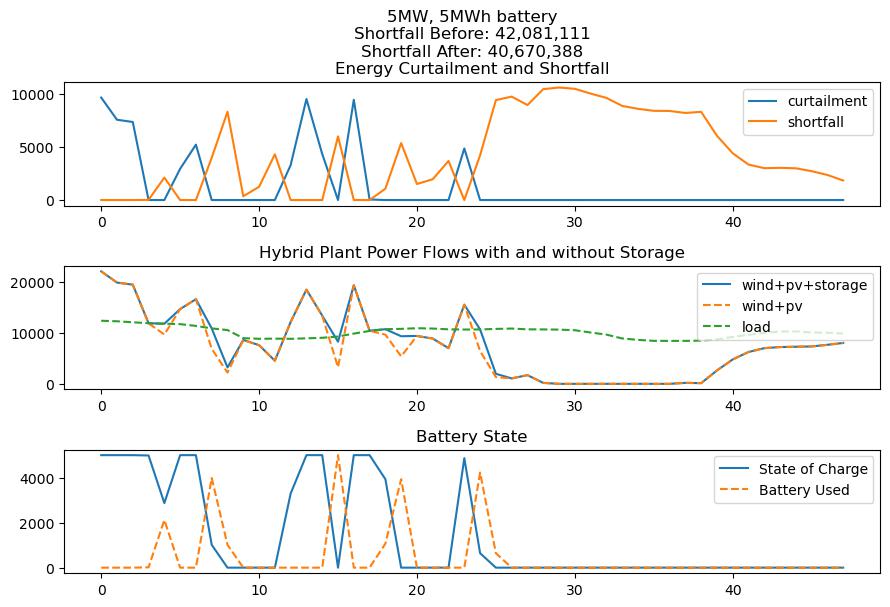 5MW, 5MWh battery
Shortfall Before: 42,081,111
Shortfall After: 40,670,388
Energy Curtailment and Shortfall
10000
5000
0
curtailment
shortfall
0 10 20 30 40
Hybrid Plant Power Flows with and without Storage
20000
10000
0
wind+pv+storage
wind+pv
load
0 10 20 30 40
Battery State
4000
2000
0
State of Charge
Battery Used
0 10 20 30 40